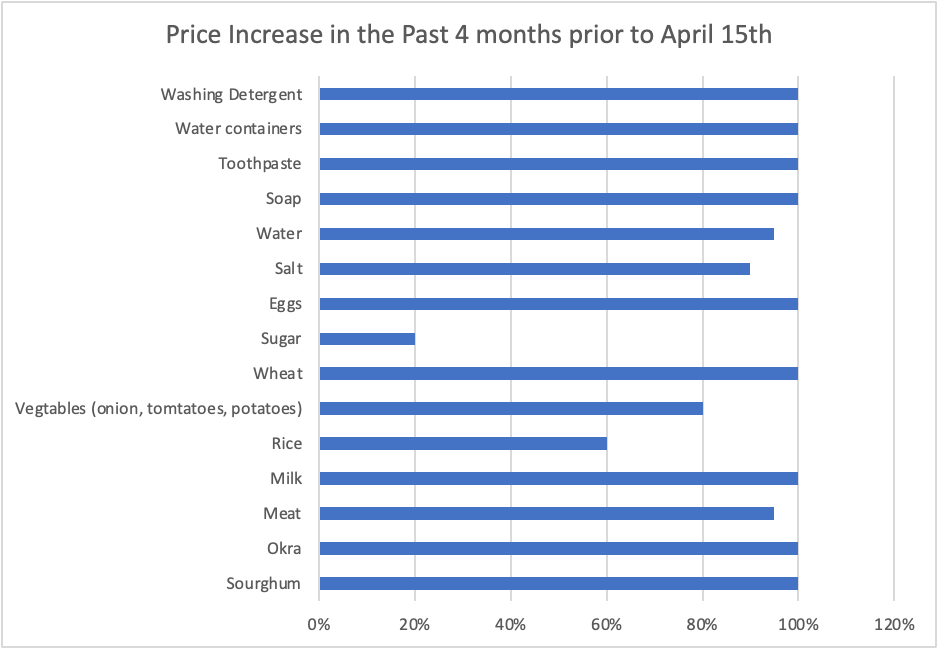 Price Increase in the Past 4 months prior to April 15th
Washing Detergent
Water containers
Toothpaste
Soap
Water
Salt
Eggs
Sugar
Wheat
Vegtables (onion, tomtatoes, potatoes)
Rice
Milk
Meat
Okra
Sourghum
0% 20% 40% 60% 80% 100% 120%